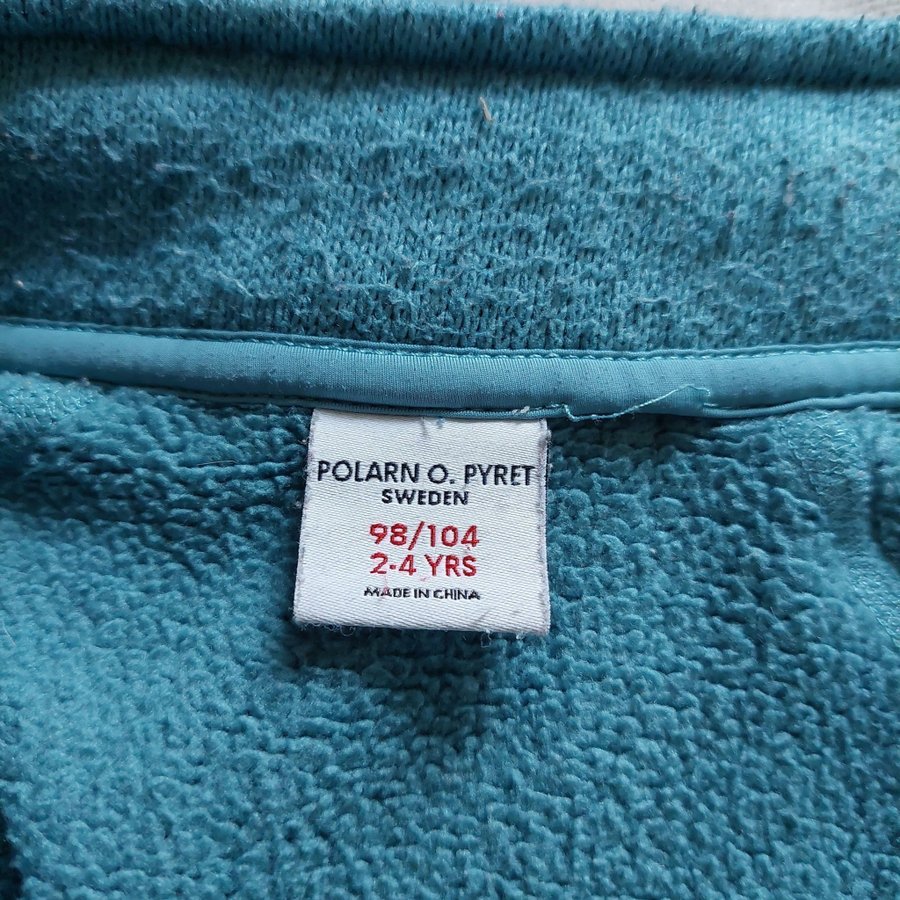 POLARN O. PYRET
SWEDEN
98/104
2-4 YRS
MADE IN CHINA